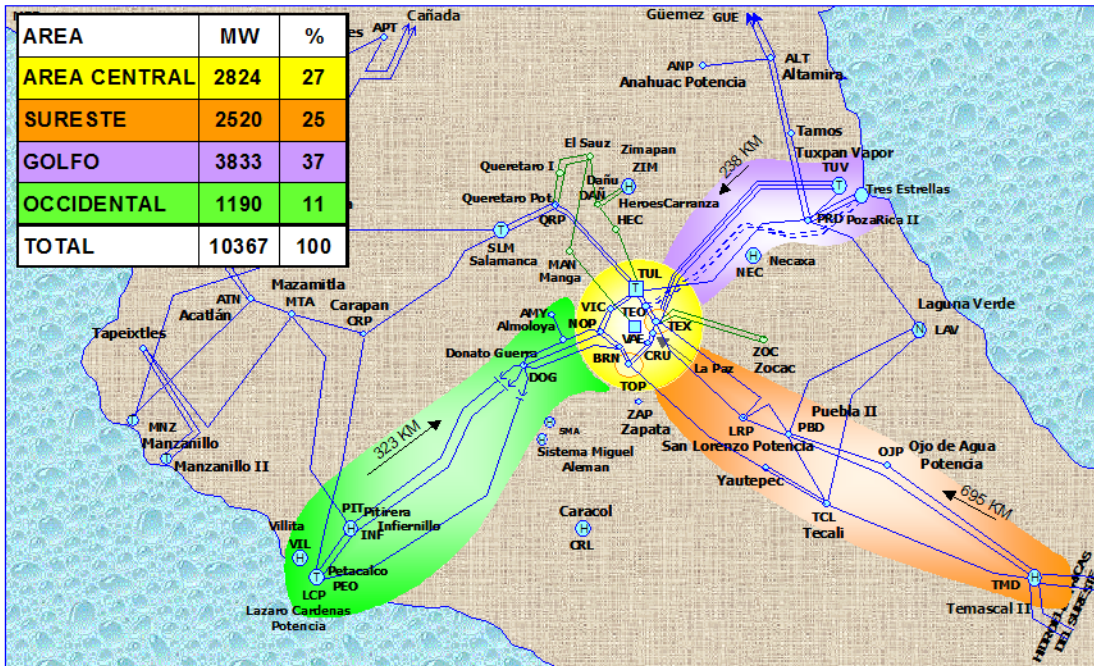 AREA MW %
AREA CENTRAL 2824 27
SURESTE 2520 25
GOLFO 3833 37
OCCIDENTAL 1190 11
TOTAL 10367 100
APT
Cañada
Güemez GUE
ANP
Anahuac Potencia
ALT
Altamira
Tamos
Tuxpan Vapor
TUV
Tres Estrellas
238 KM
PRD PozaRica II
NEC Necaxa
El Sauz
Zimapan
ZIM
H
Queretaro I
Dañu
DAÑ
HeroesCarranza
HEC
Queretaro Pot.
QRP
T
SLM
Salamanca
MAN
Manga
TUL
T
VIC
TEO
TEX
NOP
VAE
CRU
BRN
TOP
AMY
Almoloya
Donato Guerra
DOG
Mazamitla
MTA
ATN
Acatlán
Carapan
CRP
Tapeixtles
MNZ
Manzanillo
T
Manzanillo II
T
Laguna Verde
N
LAV
ZOC
Zocac
La Paz
ZAP
Zapata
H
SMA
H
Sistema Miguel
Aleman
LRP
San Lorenzo Potencia
Puebla II
PBD
Yautepec
OJP
Ojo de Agua
Potencia
TCL
Tecali
695 KM
323 KM
PIT
Pitirera
H
INF
Infiernillo
Villita
VIL
H
T
Petacalco
PEO
LCP
Lazaro Cardenas
Potencia
Caracol
H
CRL
H
TMD
Temascal II
DEL SURESTE